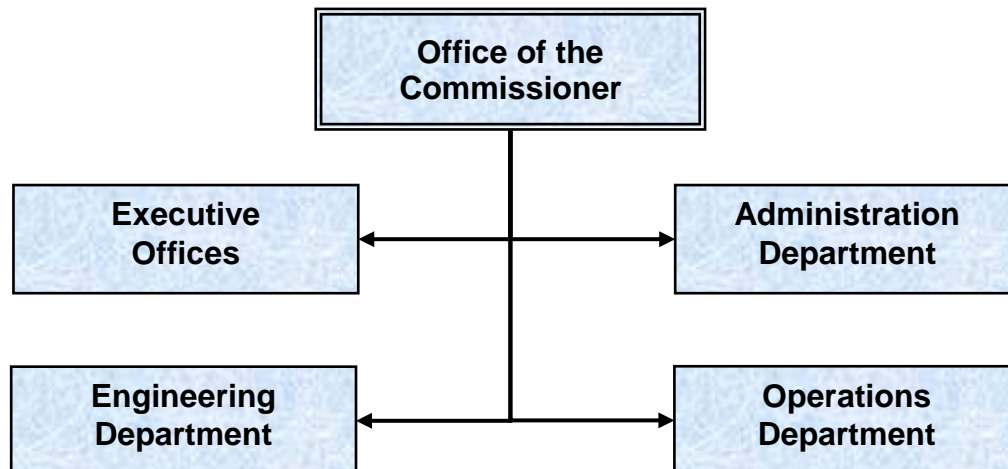 Office of the
Commissioner
Executive
Offices
Administration
Department
Engineering
Department
Operations
Department